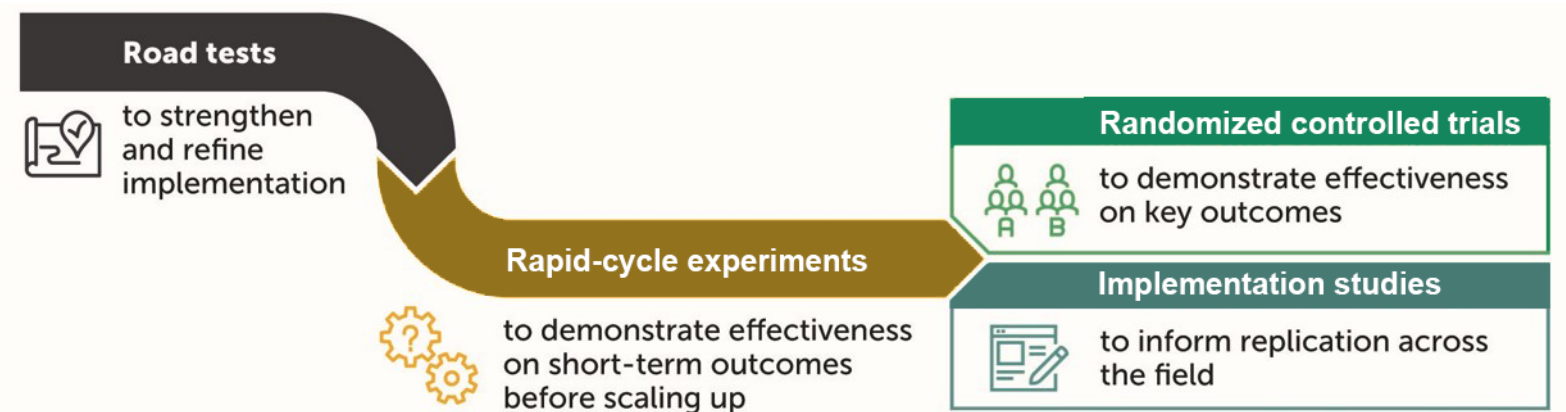 Road tests
to strengthen
and refine
implementation
Rapid-cycle experiments
?
to demonstrate effectiveness
on short-term outcomes
before scaling up
Randomized controlled trials
A B
to demonstrate effectiveness
on key outcomes
Implementation studies
to inform replication across
the field